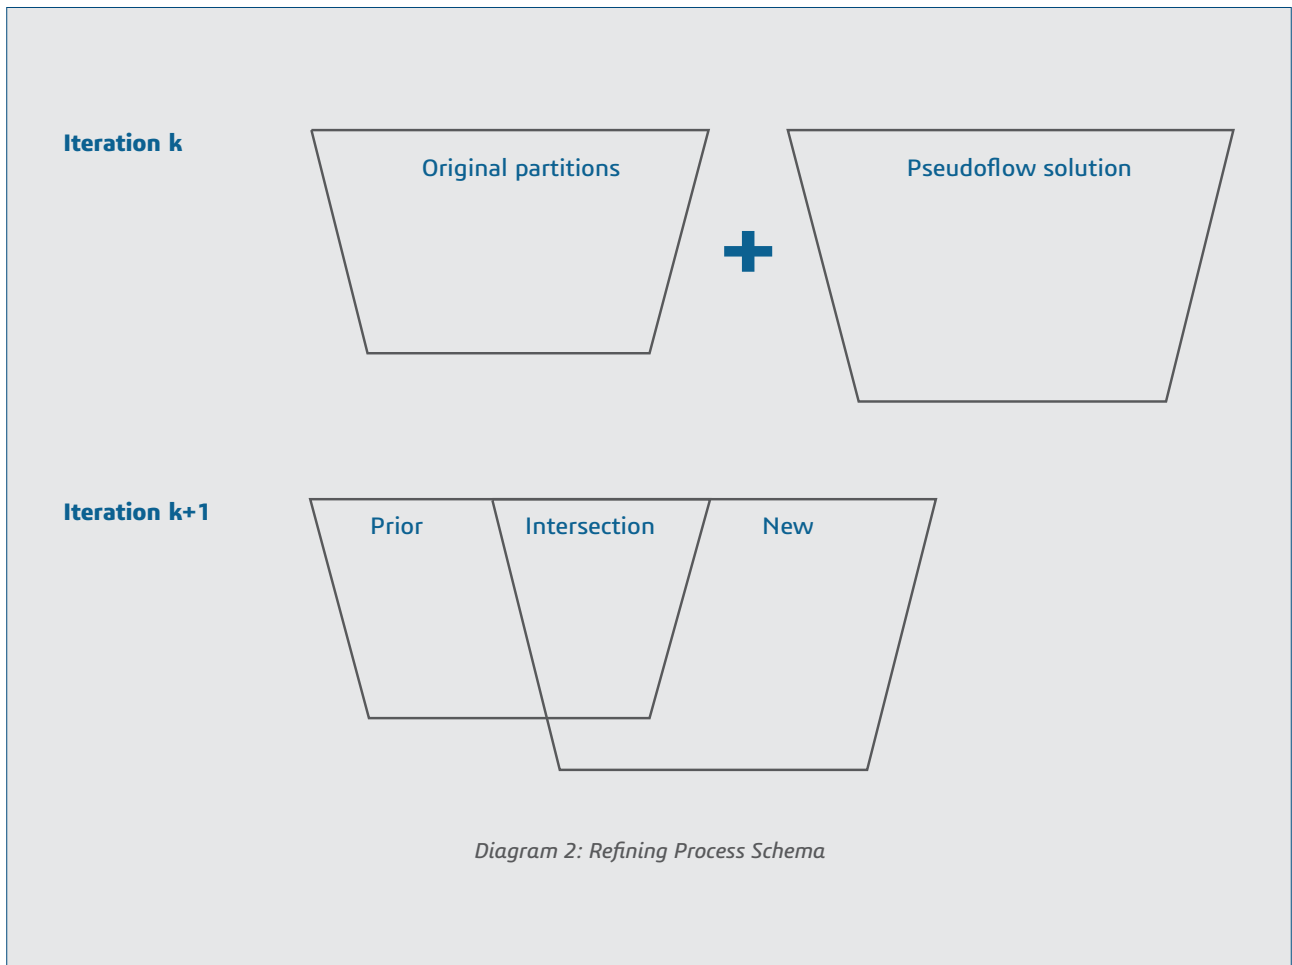 Iteration k
Original partitions
Pseudoflow solution
Iteration k+1
Prior
Intersection
New
Diagram 2: Refining Process Schema